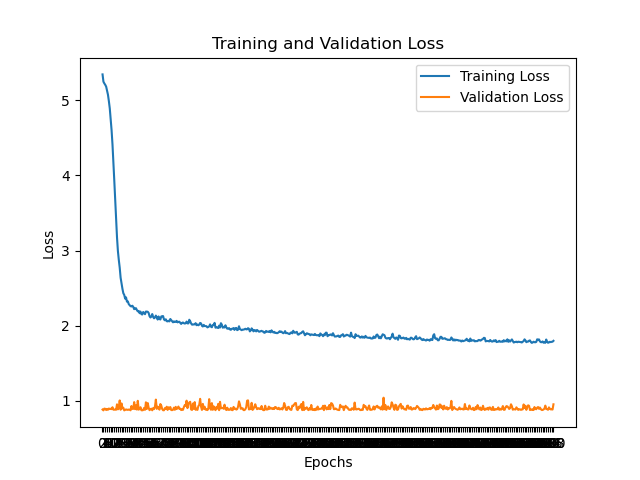 Training and Validation Loss
Training Loss
Validation Loss
5
4
3
2
1
Loss
Epochs